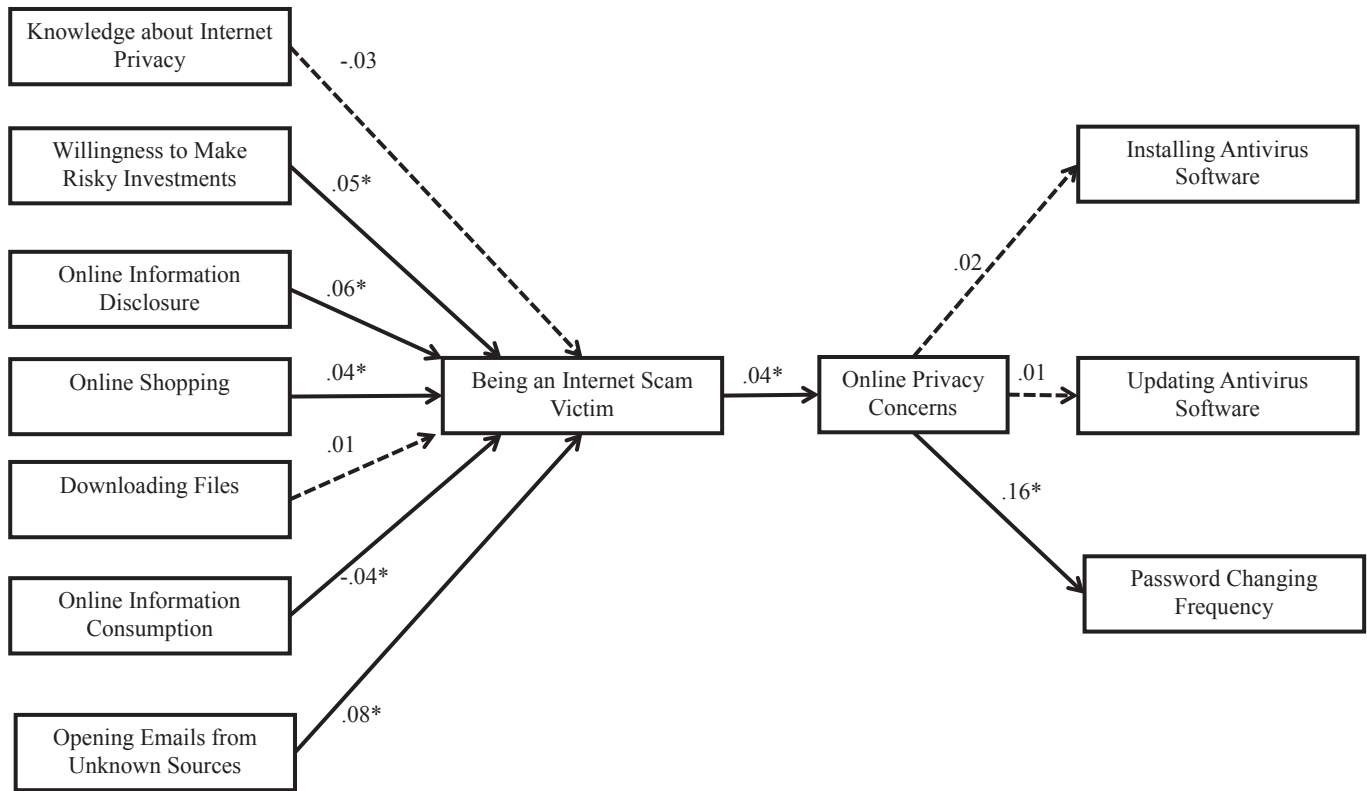 Knowledge about Internet
Privacy
-.03
Willingness to Make
Risky Investments
.05*
Online Information
Disclosure
.06*
Online Shopping
.04*
Downloading Files
.01
Online Information
Consumption
-.04*
Opening Emails from
Unknown Sources
.08*
Being an Internet Scam
Victim
.04*
Online Privacy
Concerns
.02
Installing Antivirus
Software
.01
Updating Antivirus
Software
.16*
Password Changing
Frequency